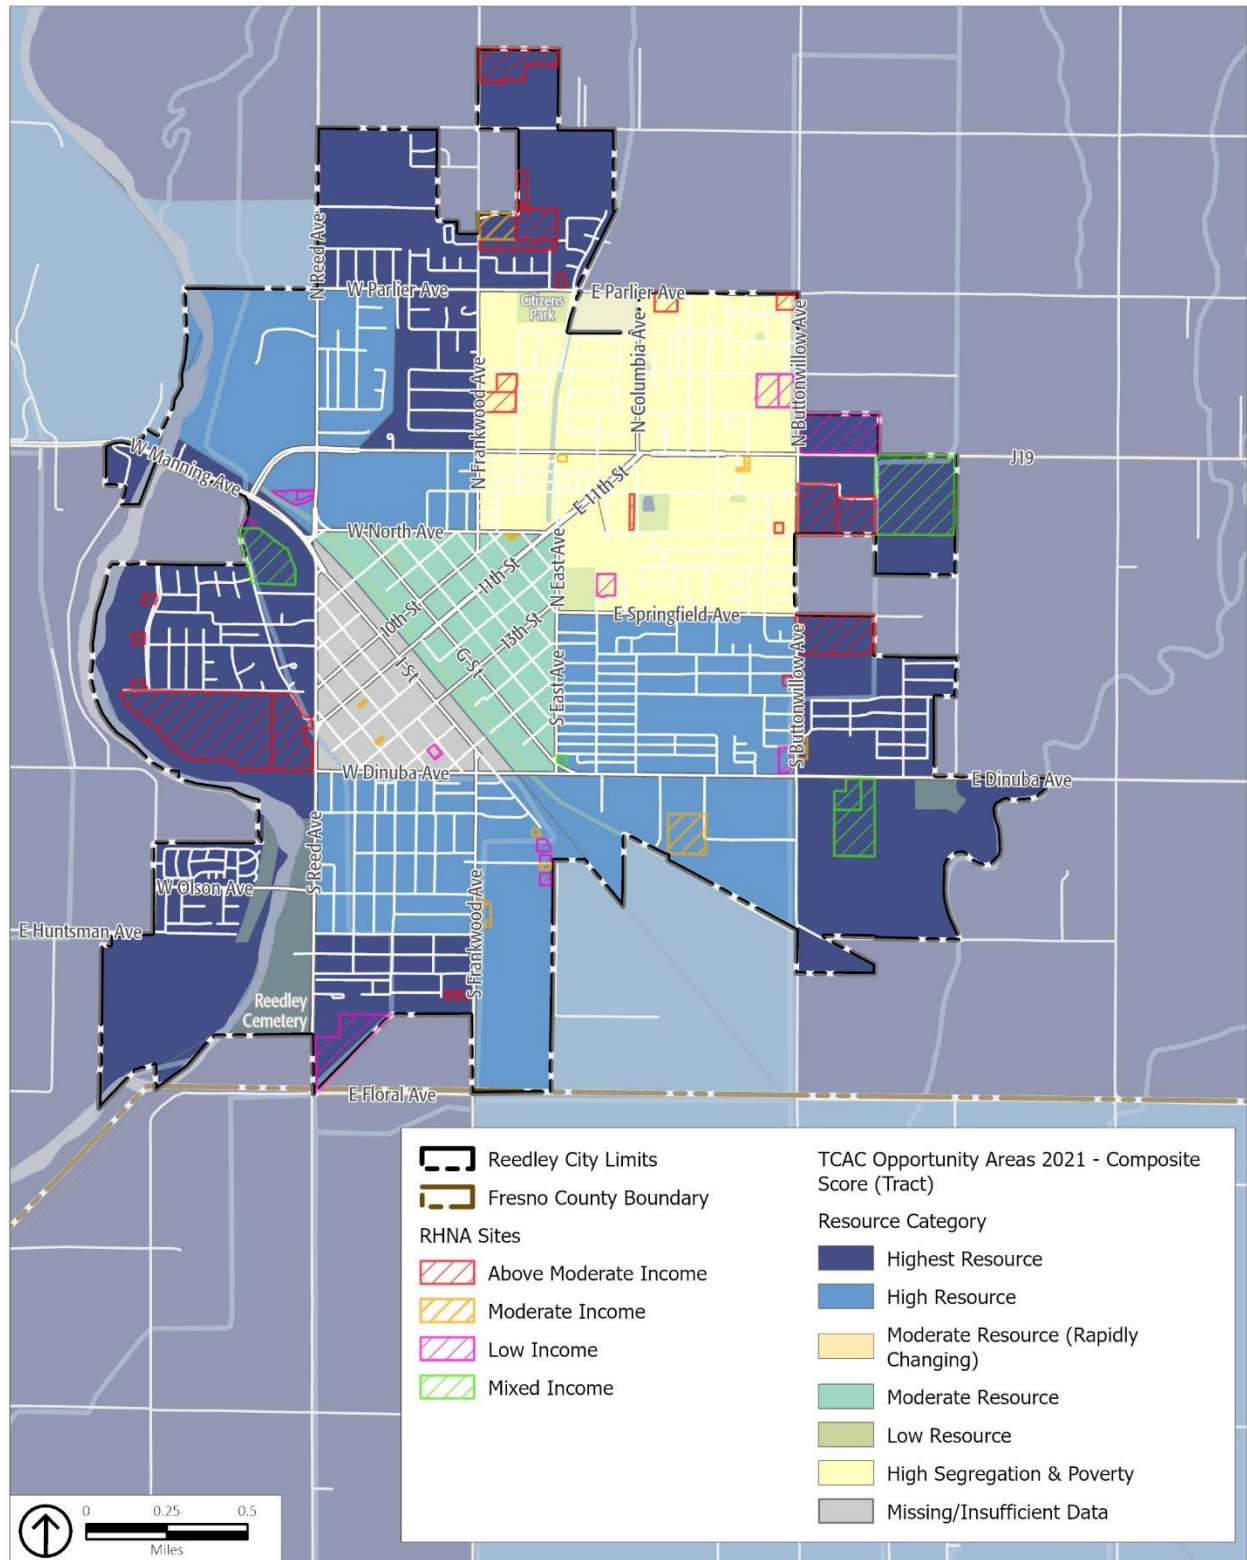 N Reed Ave
W Parlier Ave
Citizens
Park
E Parlier Ave
N Columbia Ave
N Buttonwillow Ave
N Frankwood Ave
W Manning Ave
J19
E 11th St
W North Ave
11th St
10th St
N East Ave
13th St
E Springfield Ave
G St
I St
S East Ave
S Buttonwillow Ave
W Dinuba Ave
E Dinuba Ave
S Reed Ave
W Olson Ave
S Frankwood Ave
E Huntsman Ave
Reedley
Cemetery
E Floral Ave
Reedley City Limits
Fresno County Boundary
RHNA Sites
Above Moderate Income
Moderate Income
Low Income
Mixed Income
TCAC Opportunity Areas 2021 - Composite
Score (Tract)
Resource Category
Highest Resource
High Resource
Moderate Resource (Rapidly
Changing)
Moderate Resource
Low Resource
High Segregation & Poverty
Missing/Insufficient Data
0 0.25 0.5
Miles